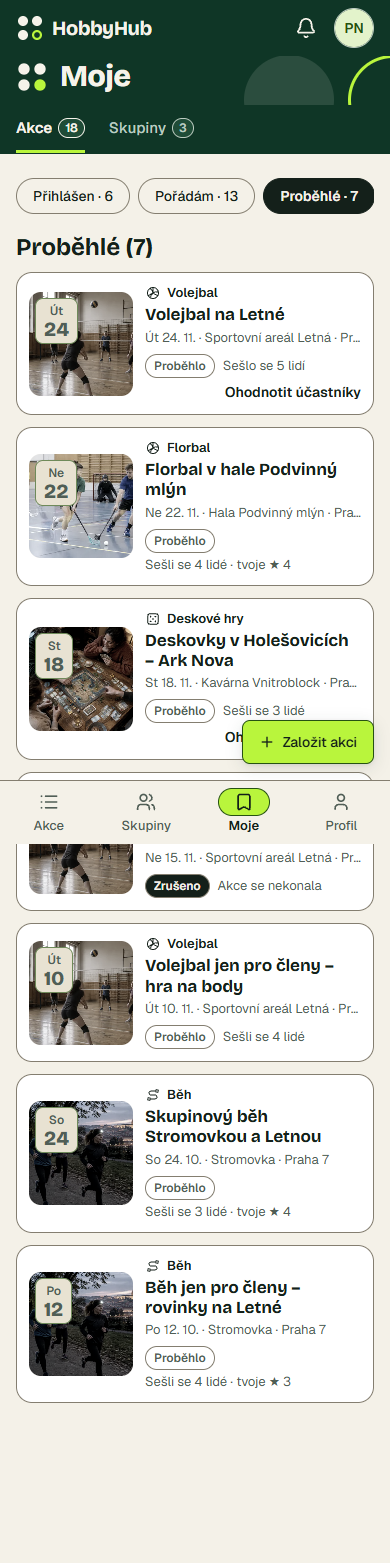 HobbyHub
PN
Moje
Akce 18
Skupiny 3
Přihlášen · 6
Pořádám · 13
Proběhlé · 7
Proběhlé (7)
Út
24
Volejbal
Volejbal na Letné
Út 24. 11. · Sportovní areál Letná · Pr…
Proběhlo
Sešlo se 5 lidí
Ohodnotit účastníky
Ne
22
Florbal
Florbal v hale Podvinný
mlýn
Ne 22. 11. · Hala Podvinný mlýn · Pra…
Proběhlo
Sešli se 4 lidé · tvoje ★ 4
St
18
Deskové hry
Deskovky v Holešovicích
– Ark Nova
St 18. 11. · Kavárna Vnitroblock · Pra…
Proběhlo
Sešli se 3 lidé
Oh
+ Založit akci
Akce
Skupiny
Moje
Profil
Ne 15. 11. · Sportovní areál Letná · Pr…
Zrušeno
Akce se nekonala
Út
10
Volejbal
Volejbal jen pro členy –
hra na body
Út 10. 11. · Sportovní areál Letná · Pr…
Proběhlo
Sešli se 4 lidé
So
24
Běh
Skupinový běh
Stromovkou a Letnou
So 24. 10. · Stromovka · Praha 7
Proběhlo
Sešli se 3 lidé · tvoje ★ 4
Po
12
Běh
Běh jen pro členy –
rovinky na Letné
Po 12. 10. · Stromovka · Praha 7
Proběhlo
Sešli se 4 lidé · tvoje ★ 3